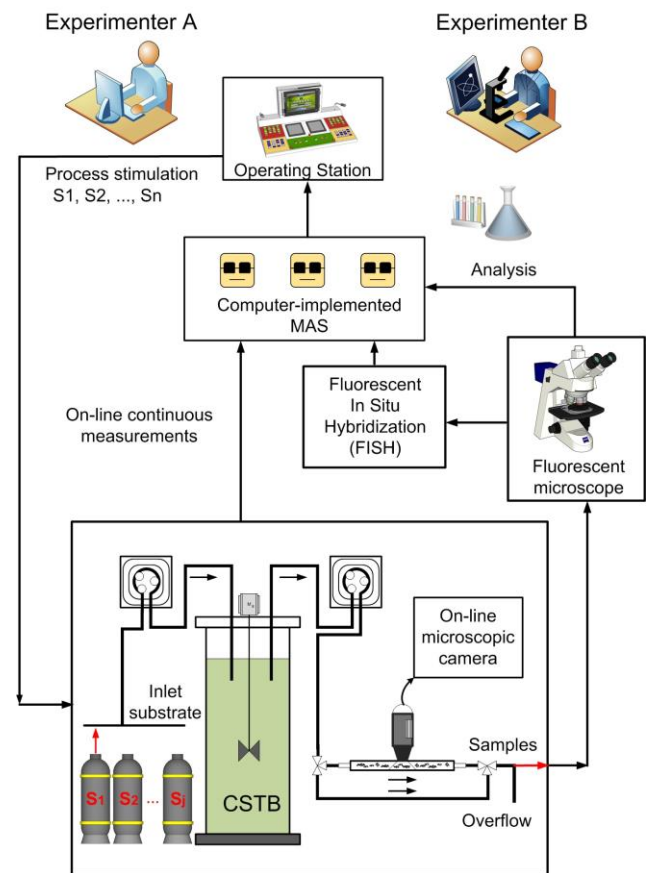 Experimenter A
Experimenter B
Operating Station
Process stimulation
S1, S2, ..., Sn
Analysis
Computer-implemented
MAS
On-line continuous
measurements
Fluorescent
In Situ
Hybridization
(FISH)
Fluorescent
microscope
On-line
microscopic
camera
Inlet
substrate
Samples
S1 S2 ... Sj
CSTB
Overflow